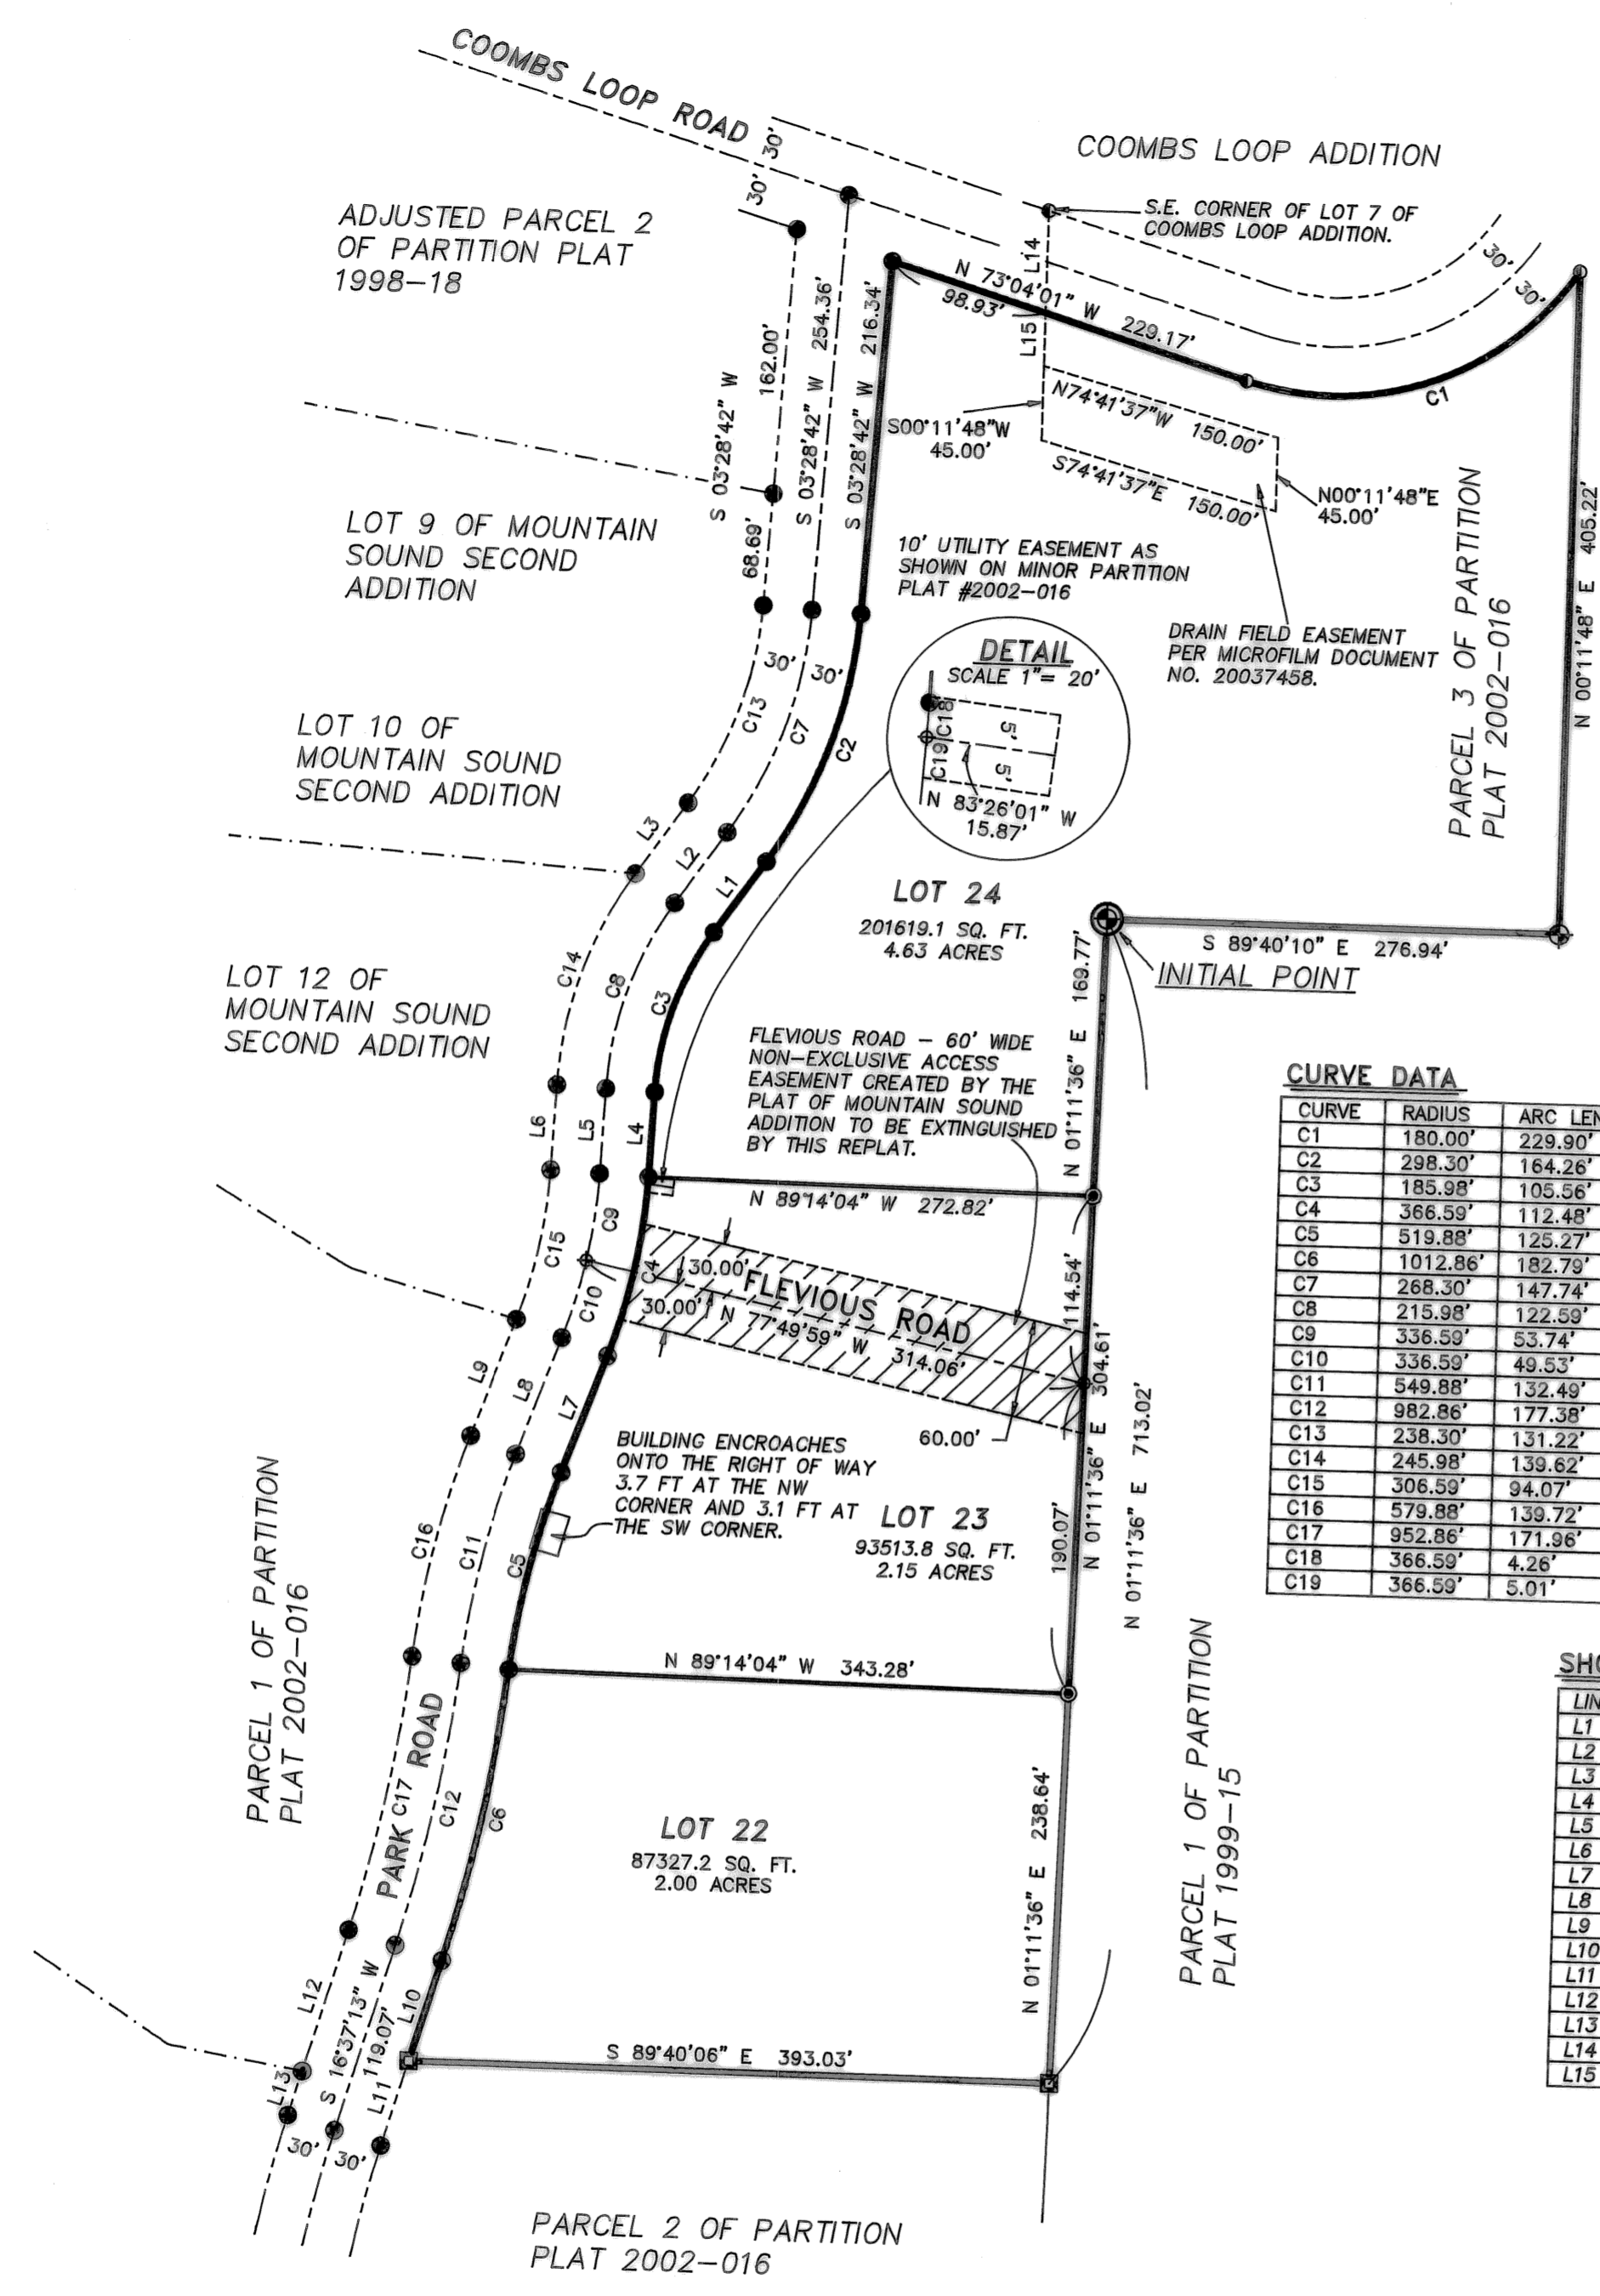 COOMBS LOOP ROAD
30' 30'
COOMBS LOOP ADDITION
S.E. CORNER OF LOT 7 OF
COOMBS LOOP ADDITION.
ADJUSTED PARCEL 2
OF PARTITION PLAT
1998-18
L14
30' 30'
N 73°04'01" W 229.17'
98.93'
L15
C1
S 03°28'42" W 162.00'
S 03°28'42" W 254.36'
S 03°28'42" W 216.34'
N74°41'37"W 150.00'
S00°11'48"W
45.00'
S74°41'37"E 150.00'
N00°11'48"E
45.00'
N 00°11'48" E 405.22'
LOT 9 OF MOUNTAIN
SOUND SECOND
ADDITION
68.69'
10' UTILITY EASEMENT AS
SHOWN ON MINOR PARTITION
PLAT #2002-016
DRAIN FIELD EASEMENT
PER MICROFILM DOCUMENT
NO. 20037458.
PARCEL 3 OF PARTITION
PLAT 2002-016
30' 30'
DETAIL
SCALE 1"= 20'
C18
5'
C19
5'
N 83°26'01" W
15.87'
LOT 10 OF
MOUNTAIN SOUND
SECOND ADDITION
C13
C7
C2
L3
L2
L1
LOT 24
201619.1 SQ. FT.
4.63 ACRES
S 89°40'10" E 276.94'
INITIAL POINT
N 01°11'36" E 169.77'
LOT 12 OF
MOUNTAIN SOUND
SECOND ADDITION
C14
C8
C3
FLEVIOUS ROAD - 60' WIDE
NON-EXCLUSIVE ACCESS
EASEMENT CREATED BY THE
PLAT OF MOUNTAIN SOUND
ADDITION TO BE EXTINGUISHED
BY THIS REPLAT.
L6
L5
L4
N 89°14'04" W 272.82'
C15
C9
C4
C10
30.00'
30.00'
FLEVIOUS ROAD
N 77°49'59" W 314.06'
60.00'
114.54'
N 01°11'36" E 304.61'
190.07'
N 01°11'36" E 713.02'
L9
L8
L7
BUILDING ENCROACHES
ONTO THE RIGHT OF WAY
3.7 FT AT THE NW
CORNER AND 3.1 FT AT
THE SW CORNER.
LOT 23
93513.8 SQ. FT.
2.15 ACRES
C16
C11
C5
PARCEL 1 OF PARTITION
PLAT 2002-016
N 89°14'04" W 343.28'
PARK ROAD
C17
C12
C6
LOT 22
87327.2 SQ. FT.
2.00 ACRES
N 01°11'36" E 238.64'
PARCEL 1 OF PARTITION
PLAT 1999-15
L12
S 16°37'13" W
119.07'
L10
L13
L11
S 89°40'06" E 393.03'
30' 30'
PARCEL 2 OF PARTITION
PLAT 2002-016
CURVE DATA
CURVE RADIUS ARC LEN
C1 180.00' 229.90'
C2 298.30' 164.26'
C3 185.98' 105.56'
C4 366.59' 112.48'
C5 519.88' 125.27'
C6 1012.86' 182.79'
C7 268.30' 147.74'
C8 215.98' 122.59'
C9 336.59' 53.74'
C10 336.59' 49.53'
C11 549.88' 132.49'
C12 982.86' 177.38'
C13 238.30' 131.22'
C14 245.98' 139.62'
C15 306.59' 94.07'
C16 579.88' 139.72'
C17 952.86' 171.96'
C18 366.59' 4.26'
C19 366.59' 5.01'
SHO
LIN
L1
L2
L3
L4
L5
L6
L7
L8
L9
L10
L11
L12
L13
L14
L15